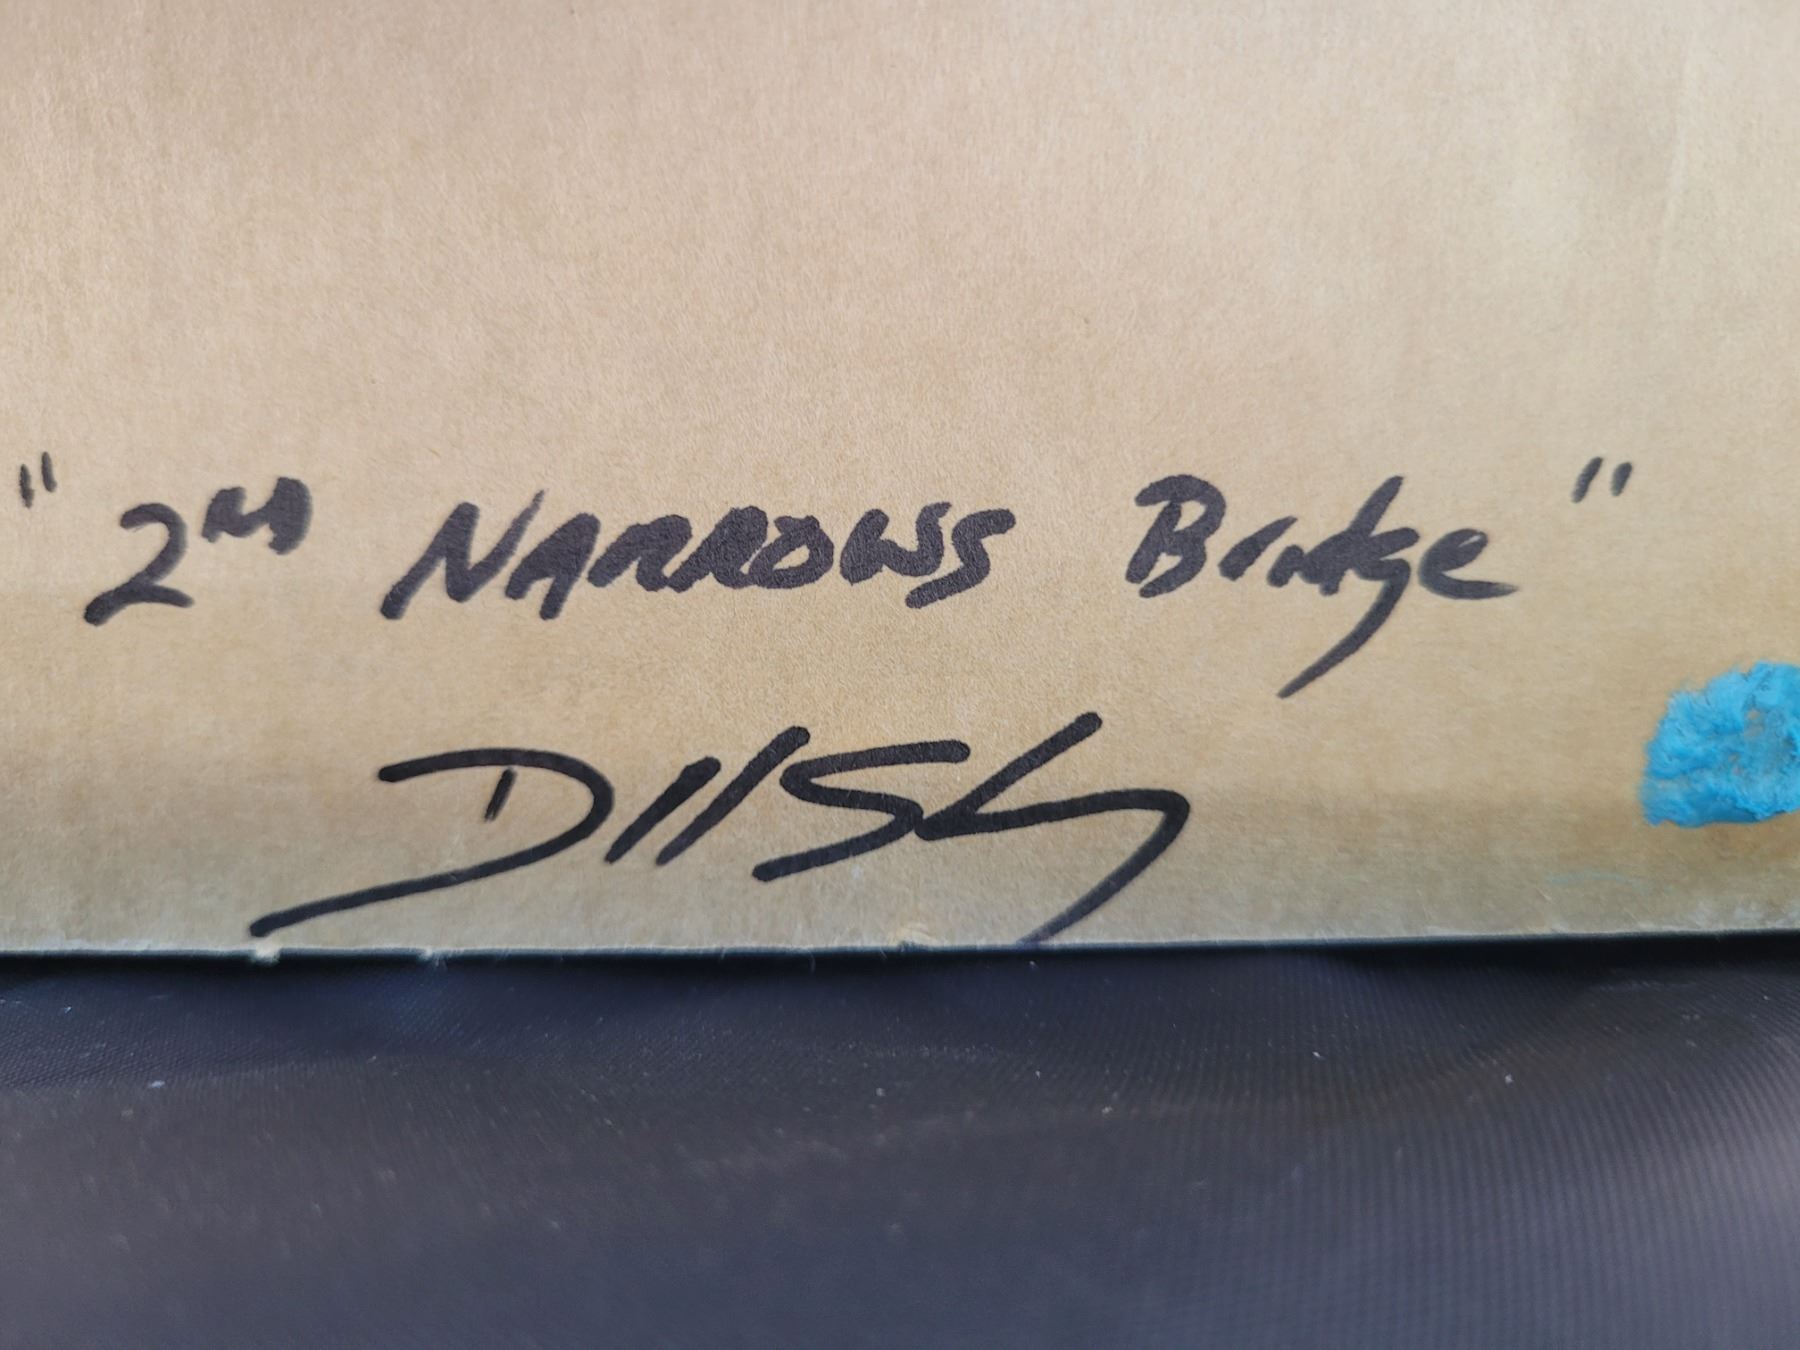 "2ND NARROWS Bridge"